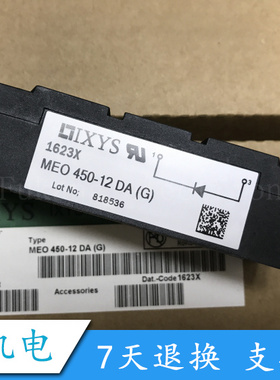 IXYS
1623X
MEO 450-12 DA (G)
Lot No: 818536
1
3
Type
MEO 450-12 DA (G)
Dat.-Code 1623X
Accessories
机电
7天退换 支